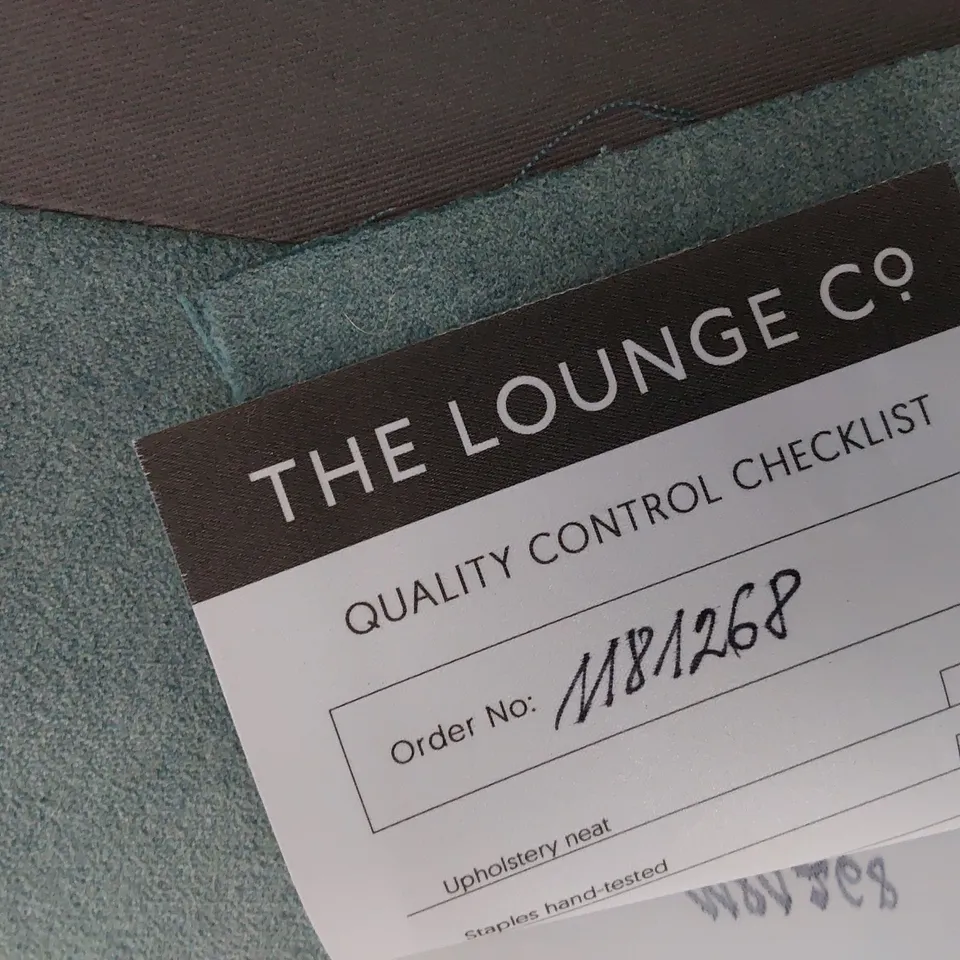 THE LOUNGE Cº
QUALITY CONTROL CHECKLIST
Order No: 1181268
Upholstery neat
Staples hand-tested